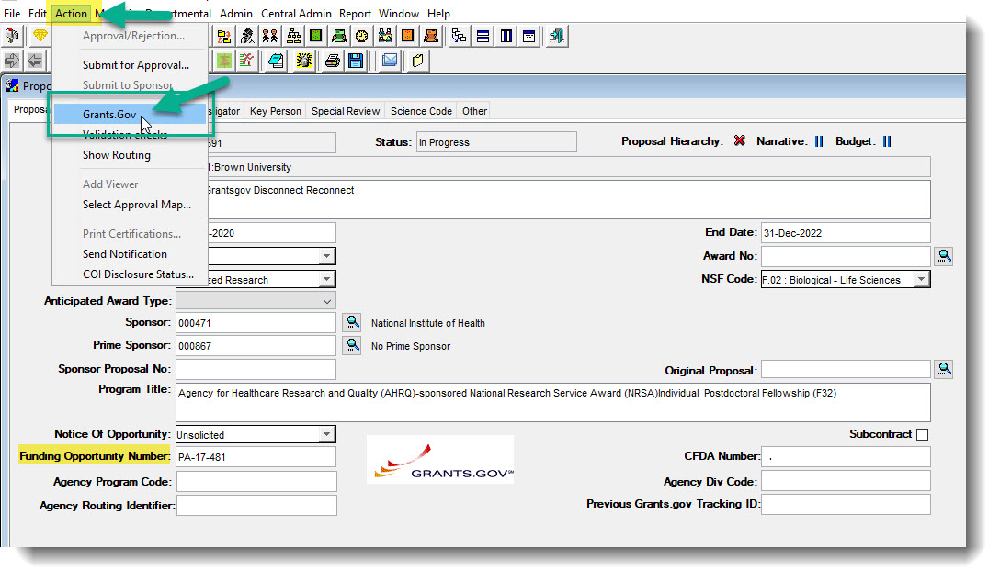 File Edit Action M Departmental Admin Central Admin Report Window Help
Approval/Rejection...
Submit for Approval...
Submit to Sponsor
Propo
Proposa igator Key Person Special Review Science Code Other
Grants.Gov
Validation checks
591 Status: In Progress Proposal Hierarchy: Narrative: Budget:
Show Routing
:Brown University
Add Viewer
Grantsgov Disconnect Reconnect
Select Approval Map...
-2020 End Date: 31-Dec-2022
Print Certifications...
Send Notification
Award No:
COI Disclosure Status...
zed Research NSF Code: F.02 : Biological - Life Sciences
Anticipated Award Type:
Sponsor: 000471 National Institute of Health
Prime Sponsor: 000867 No Prime Sponsor
Sponsor Proposal No: Original Proposal:
Program Title: Agency for Healthcare Research and Quality (AHRQ)-sponsored National Research Service Award (NRSA)Individual Postdoctoral Fellowship (F32)
Notice Of Opportunity: Unsolicited Subcontract
Funding Opportunity Number: PA-17-481 CFDA Number: .
GRANTS.GOV℠
Agency Program Code: Agency Div Code:
Agency Routing Identifier: Previous Grants.gov Tracking ID: